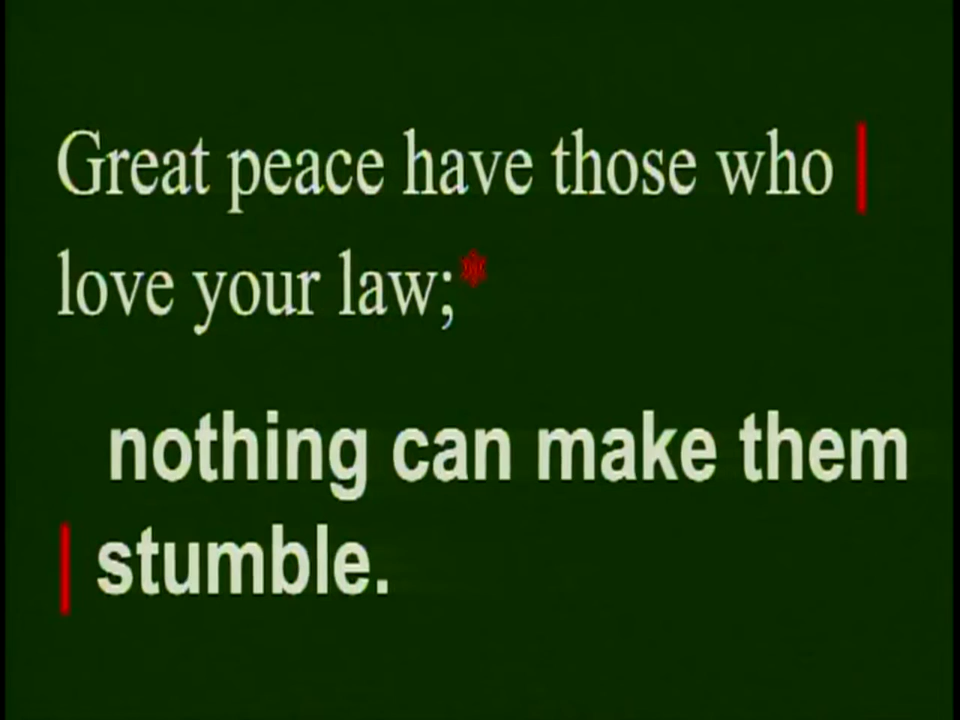 Great peace have those who |
love your law;*
nothing can make them
| stumble.